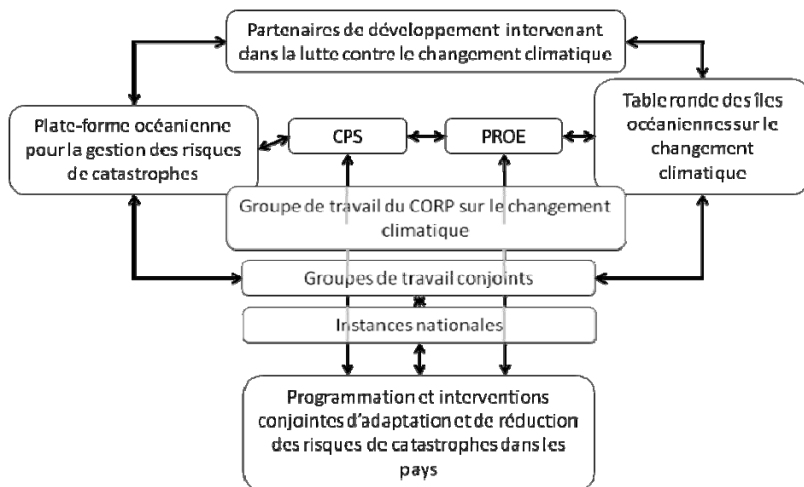 Partenaires de développement intervenant
dans la lutte contre le changement climatique
Plate-forme océanienne
pour la gestion des risques
de catastrophes
CPS
PROE
Table ronde des îles
océaniennes sur le
changement
climatique
Groupe de travail du CORP sur le changement
climatique
Groupes de travail conjoints
Instances nationales
Programmation et interventions
conjointes d'adaptation et de réduction
des risques de catastrophes dans les
pays